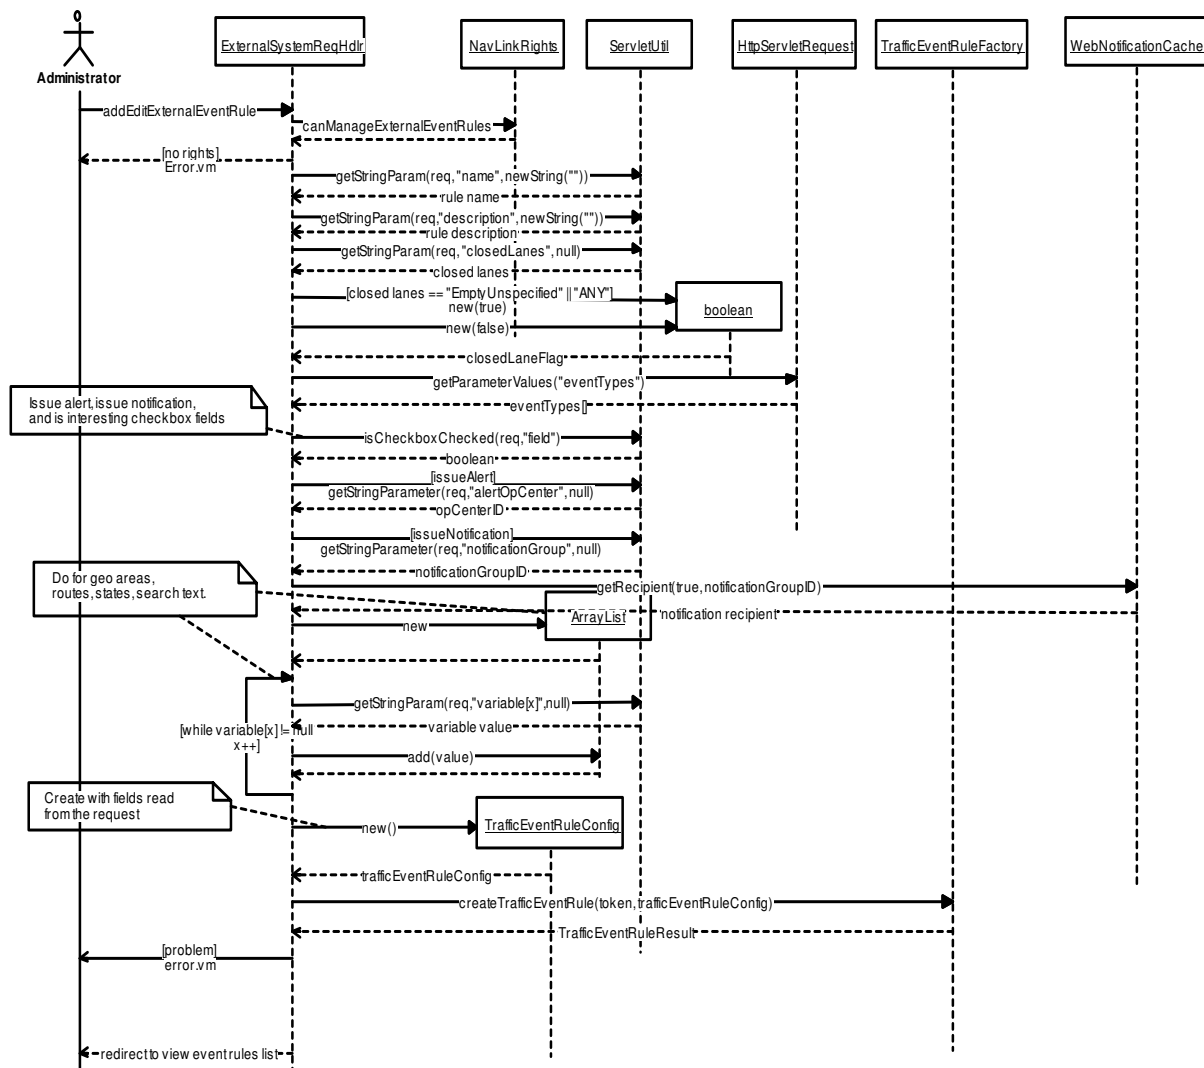 Administrator
ExternalSystemReqHdlr
NavLinkRights
ServletUtil
HttpServletRequest
TrafficEventRuleFactory
WebNotificationCache
addEditExternalEventRule
canManageExternalEventRules
[no rights]
Error.vm
getStringParam(req,"name",newString(""))
rule name
getStringParam(req,"description",newString(""))
rule description
getStringParam(req,"closedLanes",null)
closed lanes
[closed lanes == "EmptyUnspecified" || "ANY"]
new(true)
boolean
new(false)
closedLaneFlag
getParameterValues("eventTypes")
Issue alert, issue notification,
and is interesting checkbox fields
eventTypes[]
isCheckboxChecked(req,"field")
boolean
[issueAlert]
getStringParameter(req,"alertOpCenter",null)
opCenterID
[issueNotification]
getStringParameter(req,"notificationGroup",null)
notificationGroupID
Do for geo areas,
routes, states, search text.
getRecipient(true,notificationGroupID)
notification recipient
ArrayList
new
getStringParam(req,"variable[x]",null)
variable value
[while variable[x] != null
x++]
add(value)
Create with fields read
from the request
new()
TrafficEventRuleConfig
trafficEventRuleConfig
createTrafficEventRule(token,trafficEventRuleConfig)
TrafficEventRuleResult
[problem]
error.vm
redirect to view event rules list